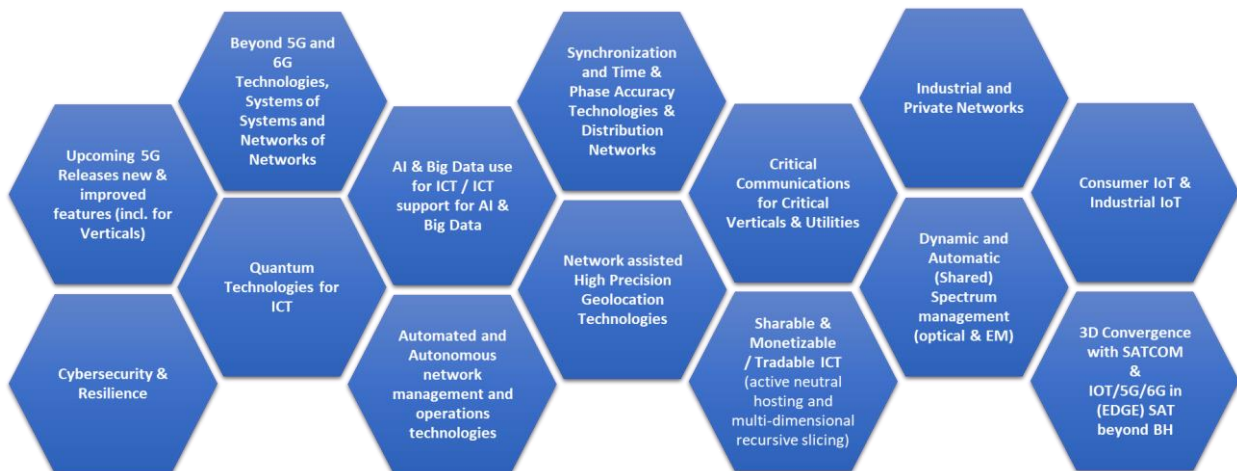 Beyond 5G and
6G
Technologies,
Systems of
Systems and
Networks of
Networks
Synchronization
and Time &
Phase Accuracy
Technologies &
Distribution
Networks
Industrial and
Private Networks
Upcoming 5G
Releases new &
improved
features (incl. for
Verticals)
AI & Big Data use
for ICT / ICT
support for AI &
Big Data
Critical
Communications
for Critical
Verticals & Utilities
Consumer IoT &
Industrial IoT
Quantum
Technologies for
ICT
Network assisted
High Precision
Geolocation
Technologies
Dynamic and
Automatic
(Shared)
Spectrum
management
(optical & EM)
Cybersecurity &
Resilience
Automated and
Autonomous
network
management and
operations
technologies
Sharable &
Monetizable
/ Tradable ICT
(active neutral
hosting and
multi-dimensional
recursive slicing)
3D Convergence
with SATCOM
&
IOT/5G/6G in
(EDGE) SAT
beyond BH